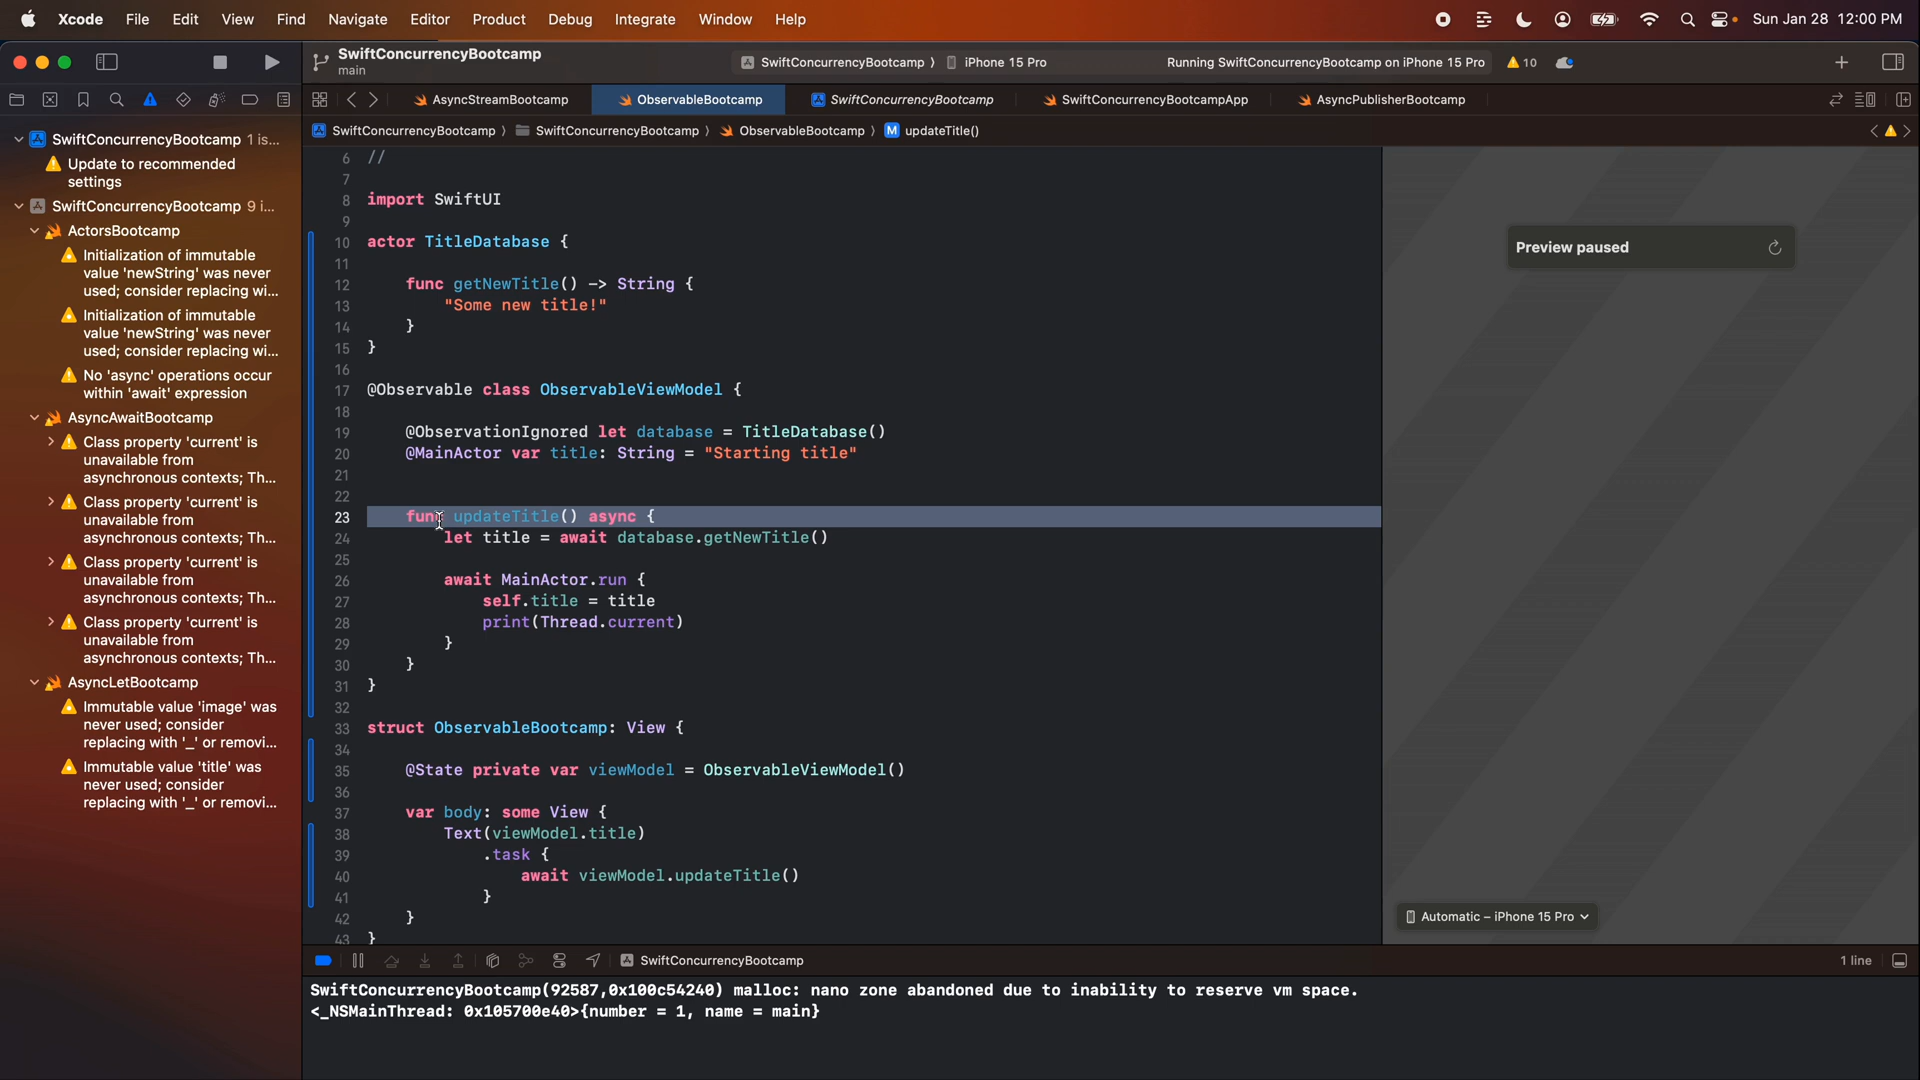 Xcode File Edit View Find Navigate Editor Product Debug Integrate Window Help Sun Jan 28 12:00 PM
SwiftConcurrencyBootcamp
main
SwiftConcurrencyBootcamp 〉 iPhone 15 Pro Running SwiftConcurrencyBootcamp on iPhone 15 Pro 10
AsyncStreamBootcamp ObservableBootcamp SwiftConcurrencyBootcamp SwiftConcurrencyBootcampApp AsyncPublisherBootcamp
SwiftConcurrencyBootcamp 〉 SwiftConcurrencyBootcamp 〉 ObservableBootcamp 〉 M updateTitle()
SwiftConcurrencyBootcamp 1 is...
Update to recommended
settings
SwiftConcurrencyBootcamp 9 i...
ActorsBootcamp
Initialization of immutable
value 'newString' was never
used; consider replacing wi...
Initialization of immutable
value 'newString' was never
used; consider replacing wi...
No 'async' operations occur
within 'await' expression
AsyncAwaitBootcamp
Class property 'current' is
unavailable from
asynchronous contexts; Th...
Class property 'current' is
unavailable from
asynchronous contexts; Th...
Class property 'current' is
unavailable from
asynchronous contexts; Th...
Class property 'current' is
unavailable from
asynchronous contexts; Th...
AsyncLetBootcamp
Immutable value 'image' was
never used; consider
replacing with '_' or removi...
Immutable value 'title' was
never used; consider
replacing with '_' or removi...
6 //
7
8 import SwiftUI
9
10 actor TitleDatabase {
11
12 func getNewTitle() -> String {
13 "Some new title!"
14 }
15 }
16
17 @Observable class ObservableViewModel {
18
19 @ObservationIgnored let database = TitleDatabase()
20 @MainActor var title: String = "Starting title"
21
22
23 func updateTitle() async {
24 let title = await database.getNewTitle()
25
26 await MainActor.run {
27 self.title = title
28 print(Thread.current)
29 }
30 }
31 }
32
33 struct ObservableBootcamp: View {
34
35 @State private var viewModel = ObservableViewModel()
36
37 var body: some View {
38 Text(viewModel.title)
39 .task {
40 await viewModel.updateTitle()
41 }
42 }
43 }
Preview paused
Automatic – iPhone 15 Pro
SwiftConcurrencyBootcamp 1 line
SwiftConcurrencyBootcamp(92587,0x100c54240) malloc: nano zone abandoned due to inability to reserve vm space.
<_NSMainThread: 0x105700e40>{number = 1, name = main}